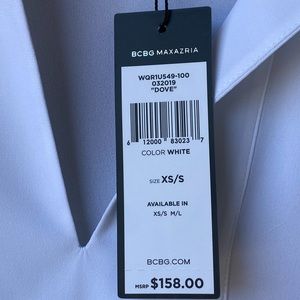 BCBG MAXAZRIA
WQR1U549-100
032019
"DOVE"
6 12000 83023 7
COLOR WHITE
SIZE XS/S
AVAILABLE IN
XS/S M/L
BCBG.COM
MSRP $158.00